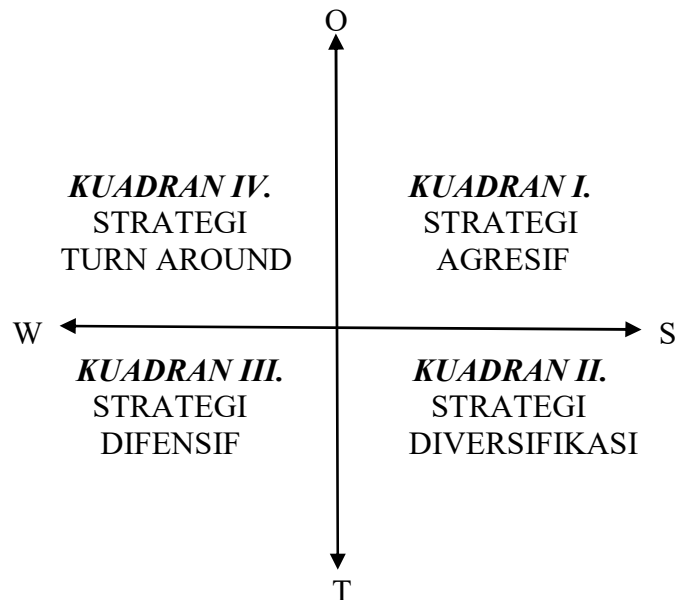 O
KUADRAN IV.
STRATEGI
TURN AROUND
KUADRAN I.
STRATEGI
AGRESIF
W
S
KUADRAN III.
STRATEGI
DIFENSIF
KUADRAN II.
STRATEGI
DIVERSIFIKASI
T